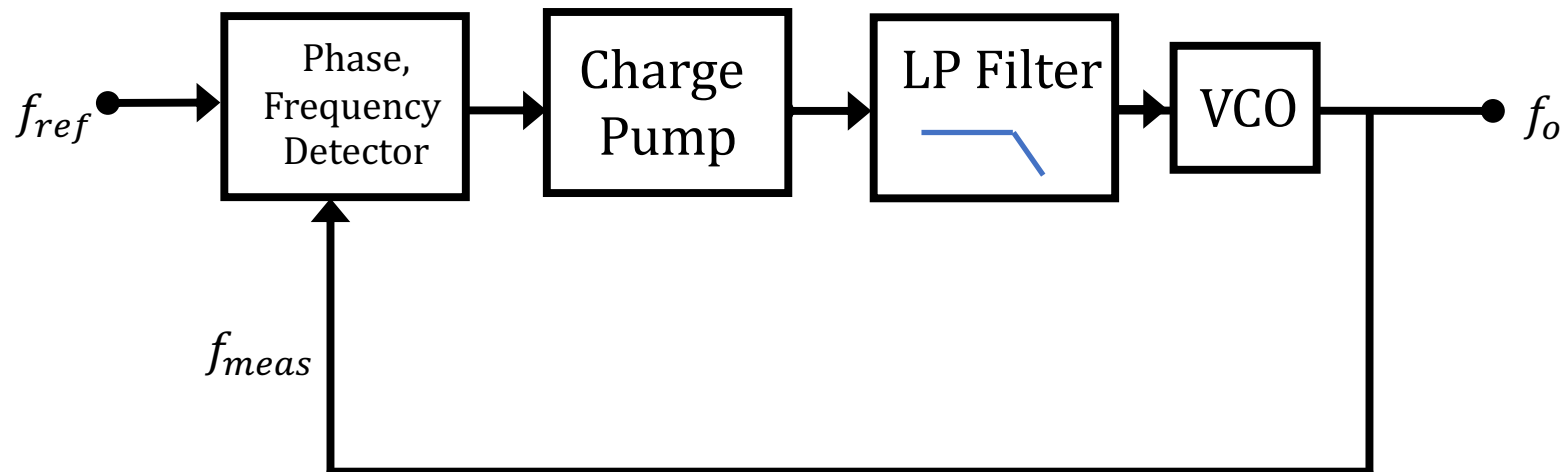 f_ref
Phase,
Frequency
Detector
Charge
Pump
LP Filter
VCO
f_o
f_meas